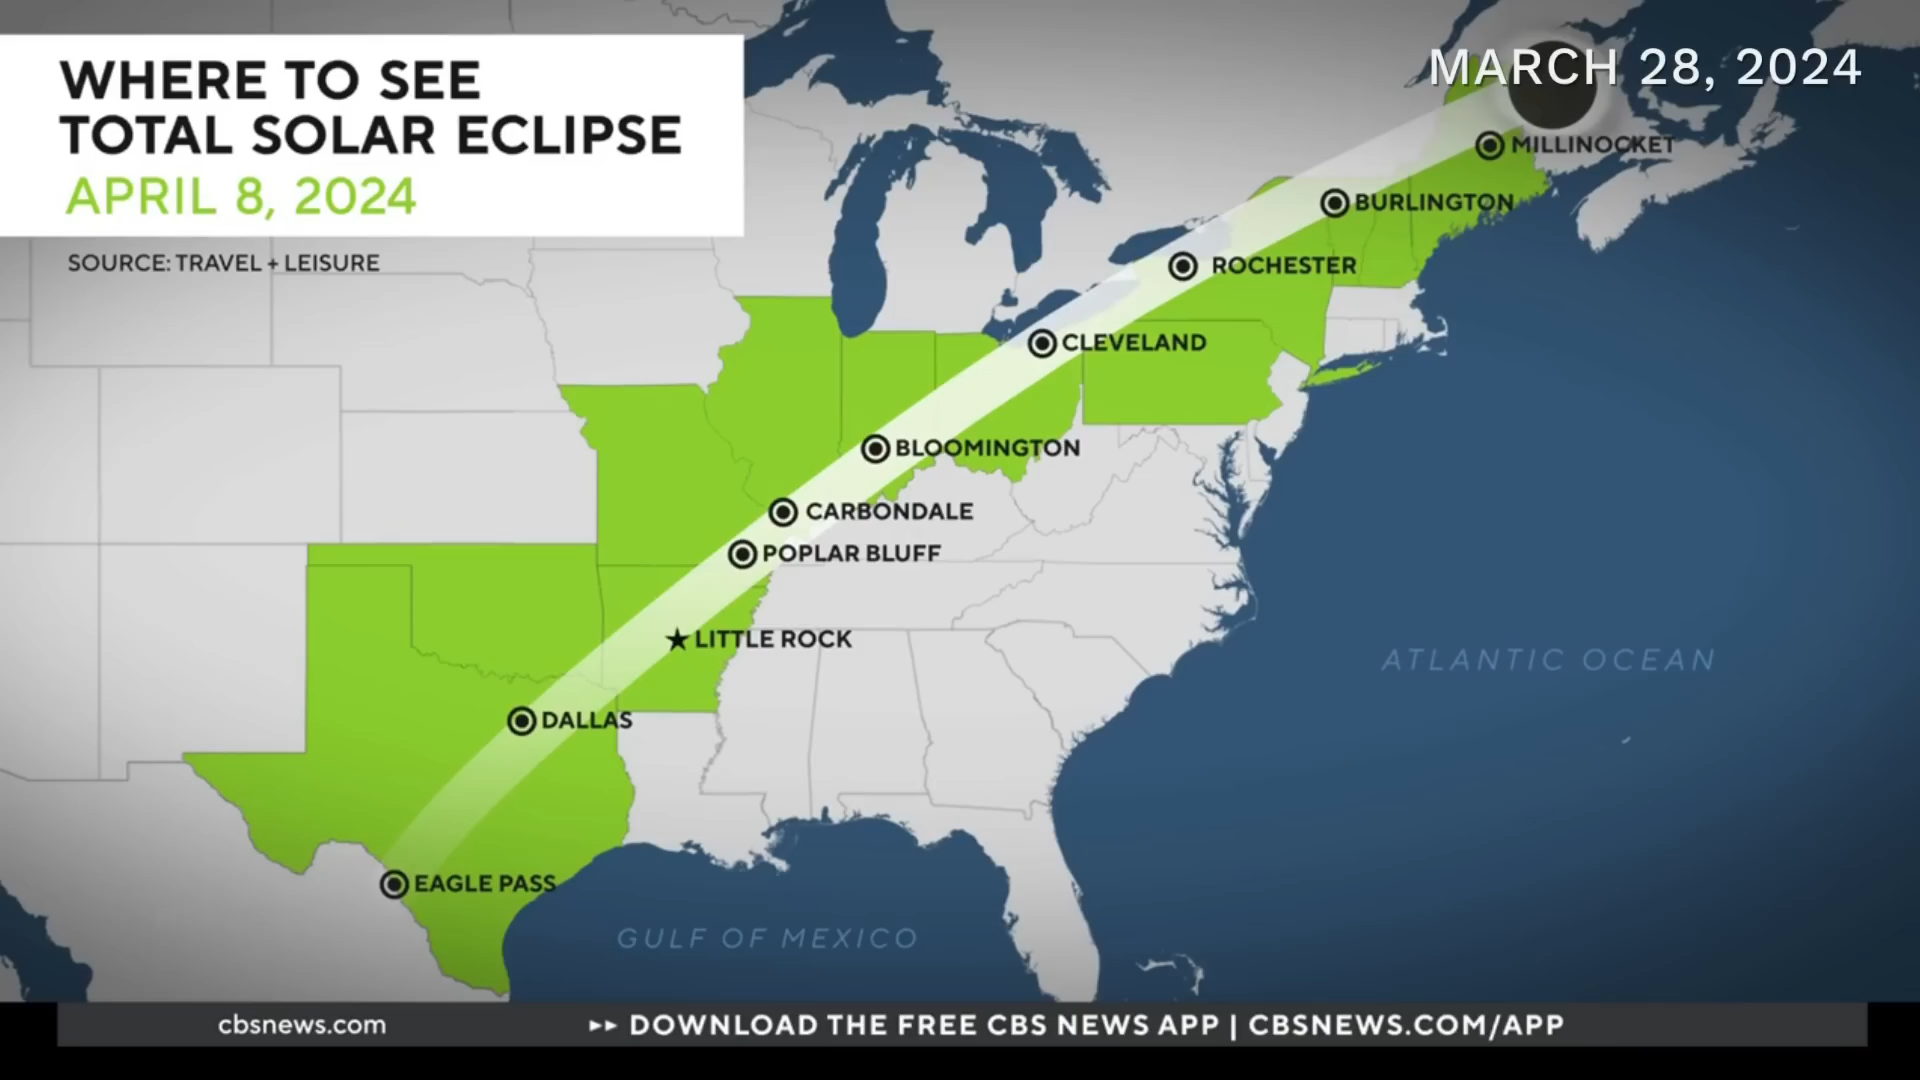 WHERE TO SEE
TOTAL SOLAR ECLIPSE
APRIL 8, 2024
SOURCE: TRAVEL + LEISURE
MARCH 28, 2024
MILLINOCKET
BURLINGTON
ROCHESTER
CLEVELAND
BLOOMINGTON
CARBONDALE
POPLAR BLUFF
LITTLE ROCK
DALLAS
EAGLE PASS
ATLANTIC OCEAN
GULF OF MEXICO
cbsnews.com
DOWNLOAD THE FREE CBS NEWS APP | CBSNEWS.COM/APP